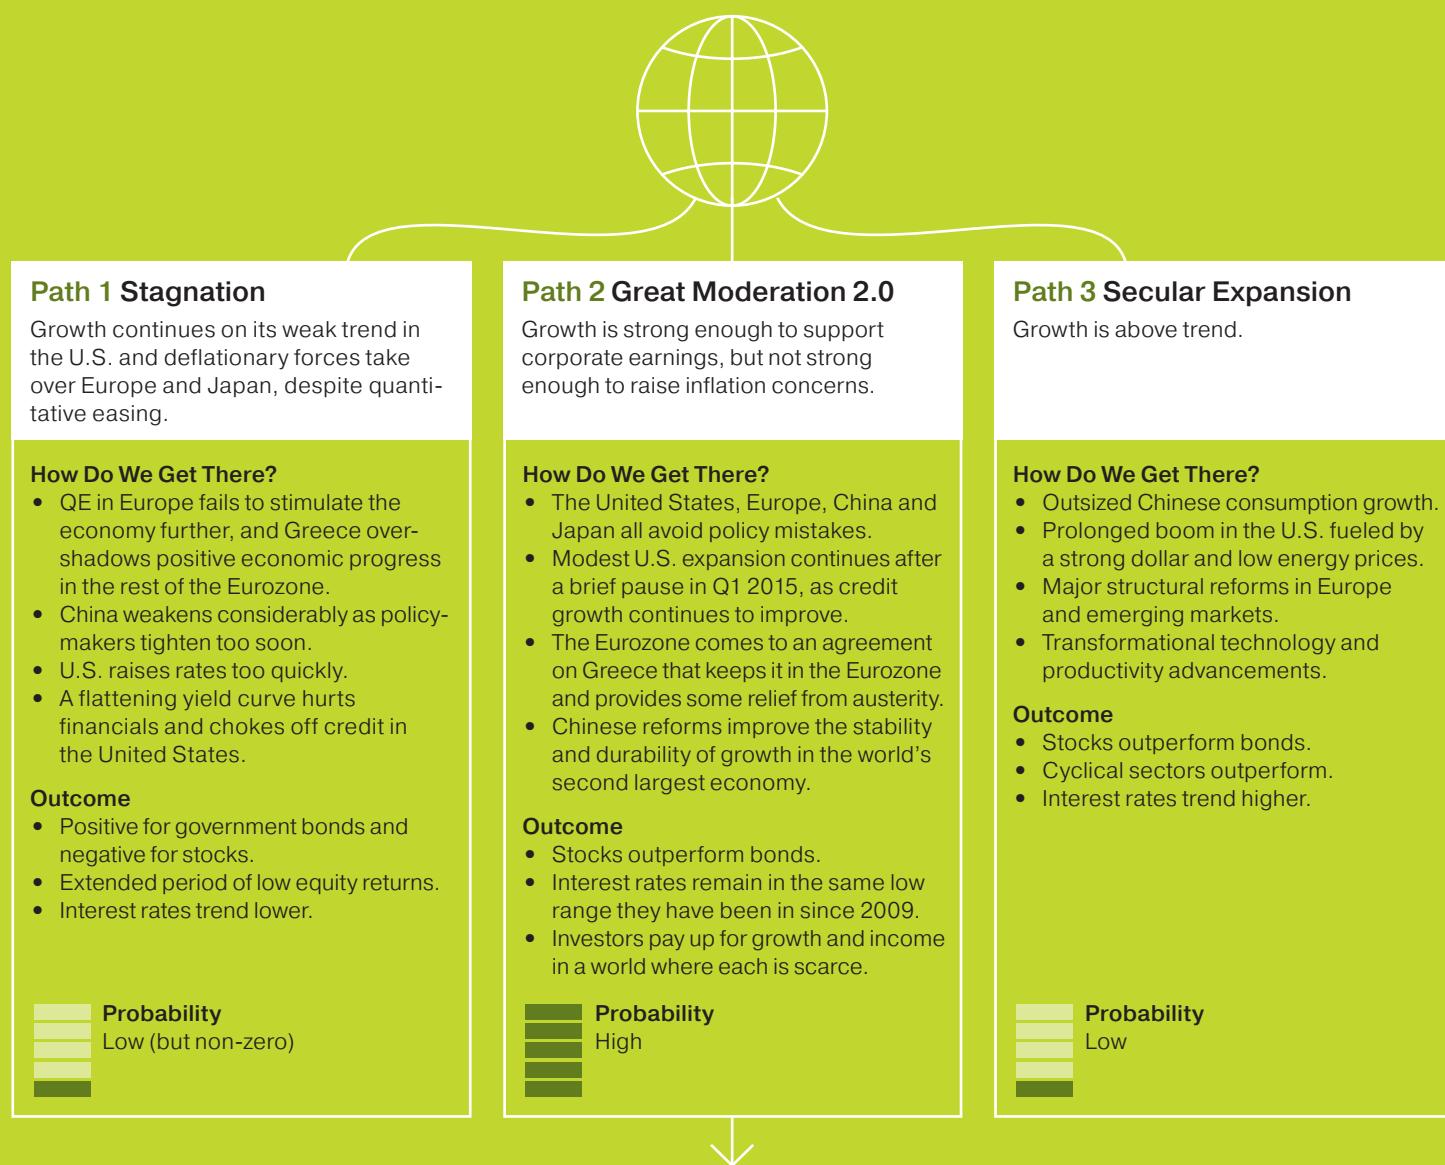 Path 1 Stagnation
Growth continues on its weak trend in
the U.S. and deflationary forces take
over Europe and Japan, despite quanti-
tative easing.
How Do We Get There?
• QE in Europe fails to stimulate the
economy further, and Greece over-
shadows positive economic progress
in the rest of the Eurozone.
• China weakens considerably as policy-
makers tighten too soon.
• U.S. raises rates too quickly.
• A flattening yield curve hurts
financials and chokes off credit in
the United States.
Outcome
• Positive for government bonds and
negative for stocks.
• Extended period of low equity returns.
• Interest rates trend lower.
Probability
Low (but non-zero)
Path 2 Great Moderation 2.0
Growth is strong enough to support
corporate earnings, but not strong
enough to raise inflation concerns.
How Do We Get There?
• The United States, Europe, China and
Japan all avoid policy mistakes.
• Modest U.S. expansion continues after
a brief pause in Q1 2015, as credit
growth continues to improve.
• The Eurozone comes to an agreement
on Greece that keeps it in the Eurozone
and provides some relief from austerity.
• Chinese reforms improve the stability
and durability of growth in the world's
second largest economy.
Outcome
• Stocks outperform bonds.
• Interest rates remain in the same low
range they have been in since 2009.
• Investors pay up for growth and income
in a world where each is scarce.
Probability
High
Path 3 Secular Expansion
Growth is above trend.
How Do We Get There?
• Outsized Chinese consumption growth.
• Prolonged boom in the U.S. fueled by
a strong dollar and low energy prices.
• Major structural reforms in Europe
and emerging markets.
• Transformational technology and
productivity advancements.
Outcome
• Stocks outperform bonds.
• Cyclical sectors outperform.
• Interest rates trend higher.
Probability
Low